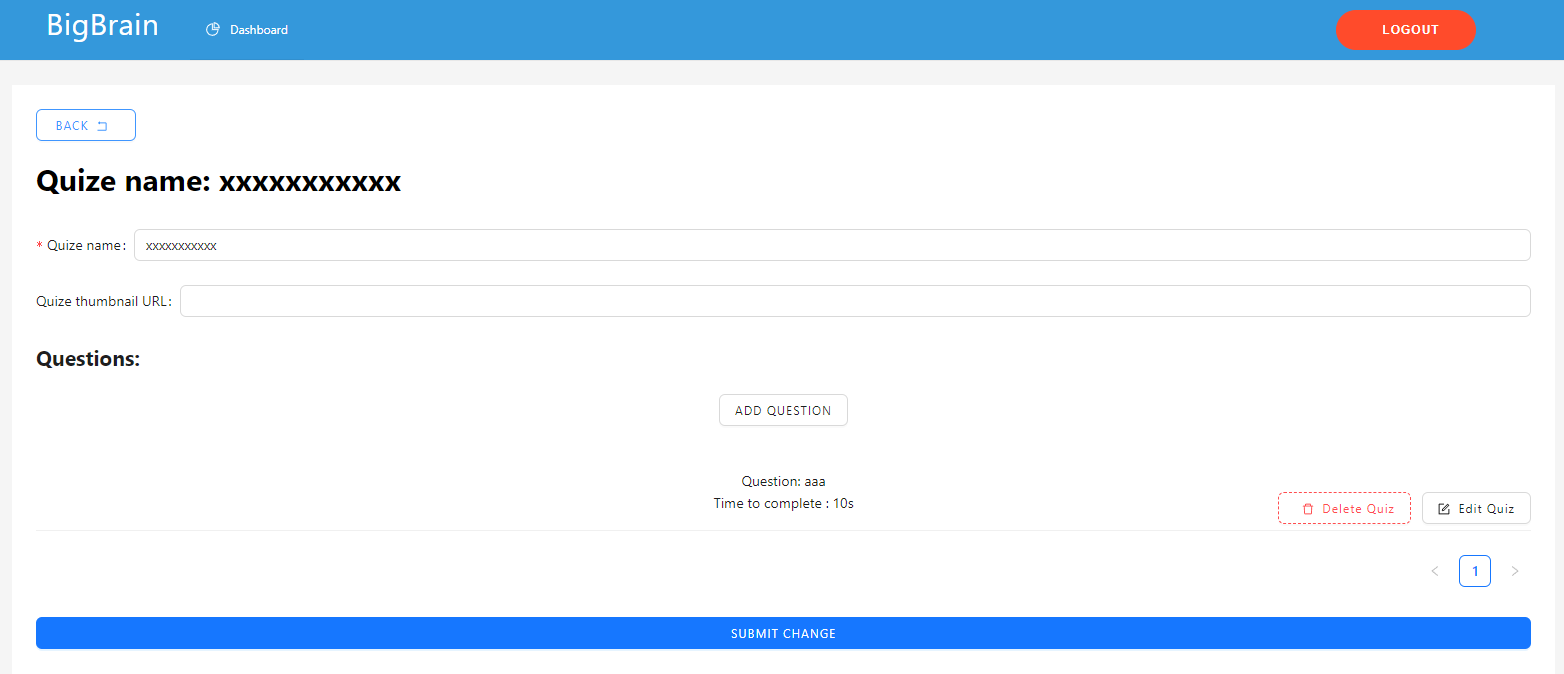 BigBrain
Dashboard
LOGOUT
BACK
Quize name: xxxxxxxxxxx
* Quize name: xxxxxxxxxxx
Quize thumbnail URL:
Questions:
ADD QUESTION
Question: aaa
Time to complete : 10s
Delete Quiz
Edit Quiz
< 1 >
SUBMIT CHANGE